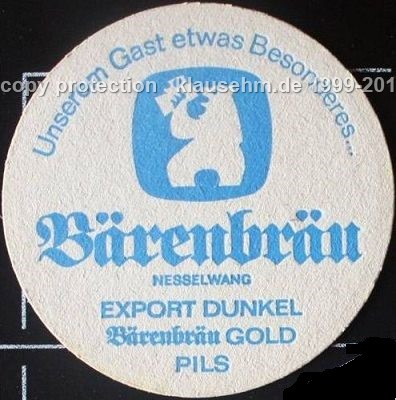 Unserem Gast etwas Besonderes...
copy protection klausehm.de 1999-201
Bärenbräu
NESSELWANG
EXPORT DUNKEL
Bärenbräu GOLD
PILS